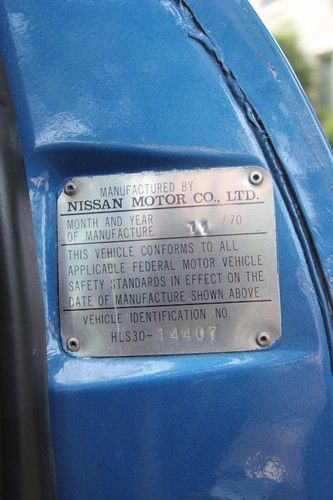 MANUFACTURED BY
NISSAN MOTOR CO., LTD.
MONTH AND YEAR
OF MANUFACTURE 11 /70
THIS VEHICLE CONFORMS TO ALL
APPLICABLE FEDERAL MOTOR VEHICLE
SAFETY STANDARDS IN EFFECT ON THE
DATE OF MANUFACTURE SHOWN ABOVE.
VEHICLE IDENTIFICATION NO.
HLS30-14407